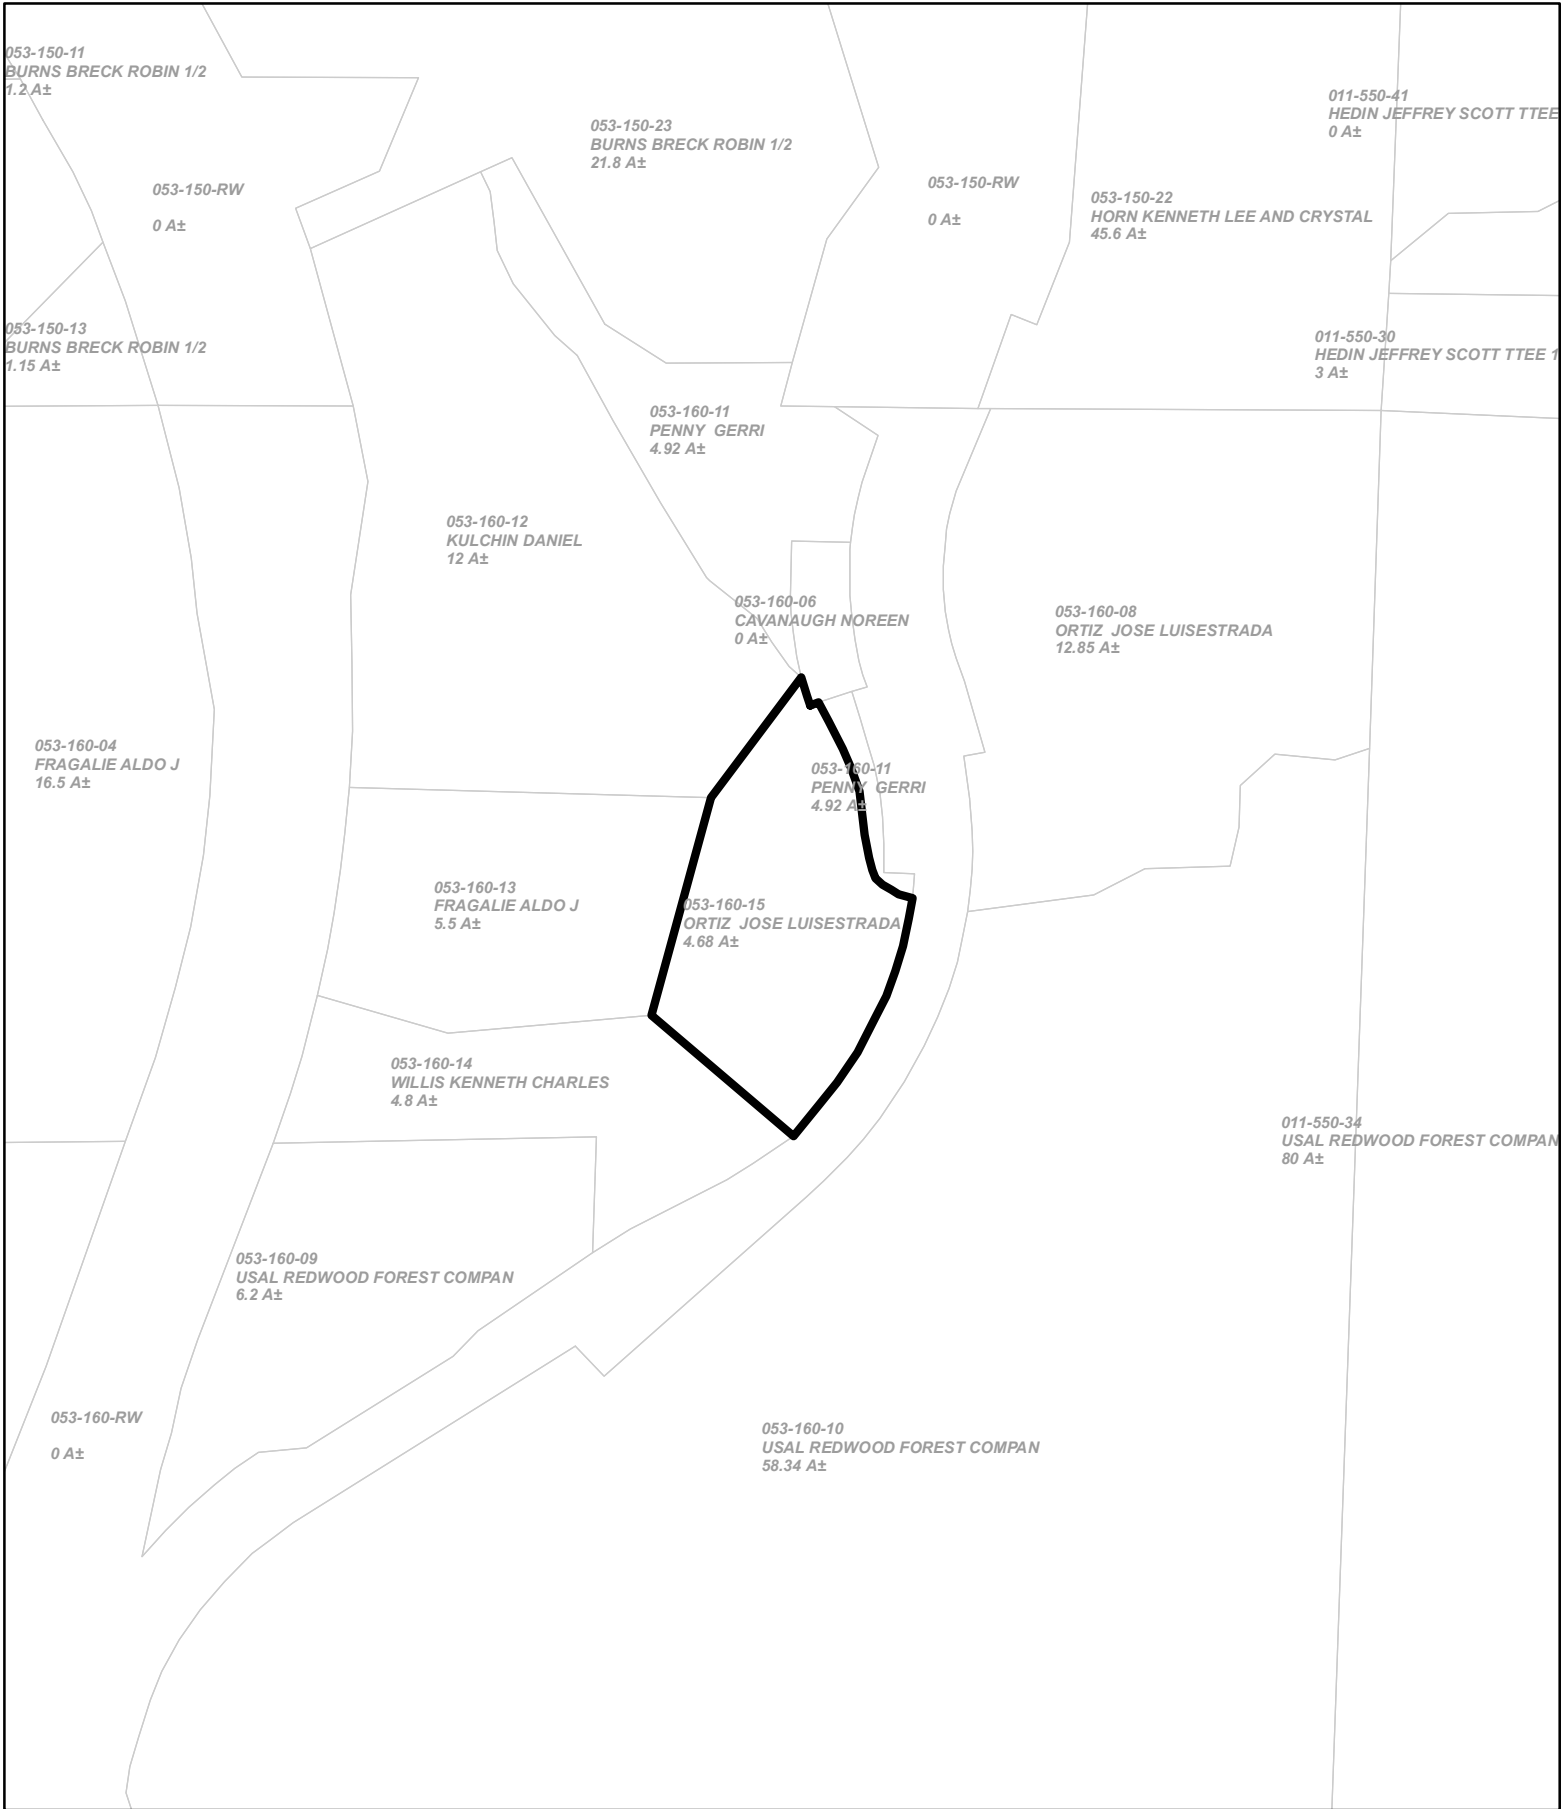 053-150-11
BURNS BRECK ROBIN 1/2
1.2 A±
011-550-41
HEDIN JEFFREY SCOTT TTEE
0 A±
053-150-23
BURNS BRECK ROBIN 1/2
21.8 A±
053-150-RW
0 A±
053-150-RW
0 A±
053-150-22
HORN KENNETH LEE AND CRYSTAL
45.6 A±
053-150-13
BURNS BRECK ROBIN 1/2
1.15 A±
011-550-30
HEDIN JEFFREY SCOTT TTEE 1
3 A±
053-160-11
PENNY  GERRI
4.92 A±
053-160-12
KULCHIN DANIEL
12 A±
053-160-06
CAVANAUGH NOREEN
0 A±
053-160-08
ORTIZ  JOSE LUISESTRADA
12.85 A±
053-160-04
FRAGALIE ALDO J
16.5 A±
053-160-11
PENNY  GERRI
4.92 A±
053-160-13
FRAGALIE ALDO J
5.5 A±
053-160-15
ORTIZ  JOSE LUISESTRADA
4.68 A±
053-160-14
WILLIS KENNETH CHARLES
4.8 A±
011-550-34
USAL REDWOOD FOREST COMPAN
80 A±
053-160-09
USAL REDWOOD FOREST COMPAN
6.2 A±
053-160-RW
0 A±
053-160-10
USAL REDWOOD FOREST COMPAN
58.34 A±